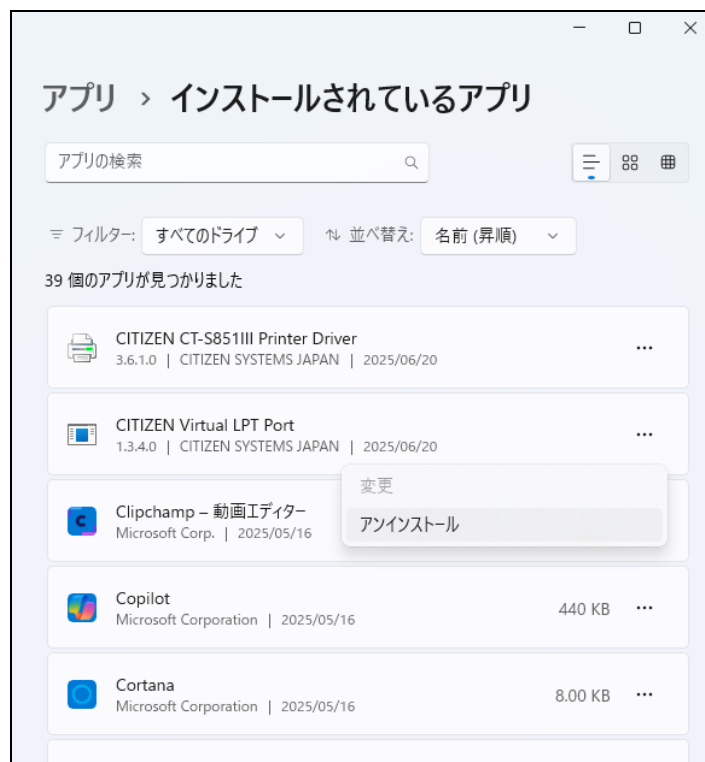 アプリ › インストールされているアプリ
アプリの検索
フィルター: すべてのドライブ 並べ替え: 名前 (昇順)
39 個のアプリが見つかりました
CITIZEN CT-S851III Printer Driver
3.6.1.0 | CITIZEN SYSTEMS JAPAN | 2025/06/20
CITIZEN Virtual LPT Port
1.3.4.0 | CITIZEN SYSTEMS JAPAN | 2025/06/20
変更
アンインストール
Clipchamp – 動画エディター
Microsoft Corp. | 2025/05/16
Copilot
Microsoft Corporation | 2025/05/16
440 KB
Cortana
Microsoft Corporation | 2025/05/16
8.00 KB